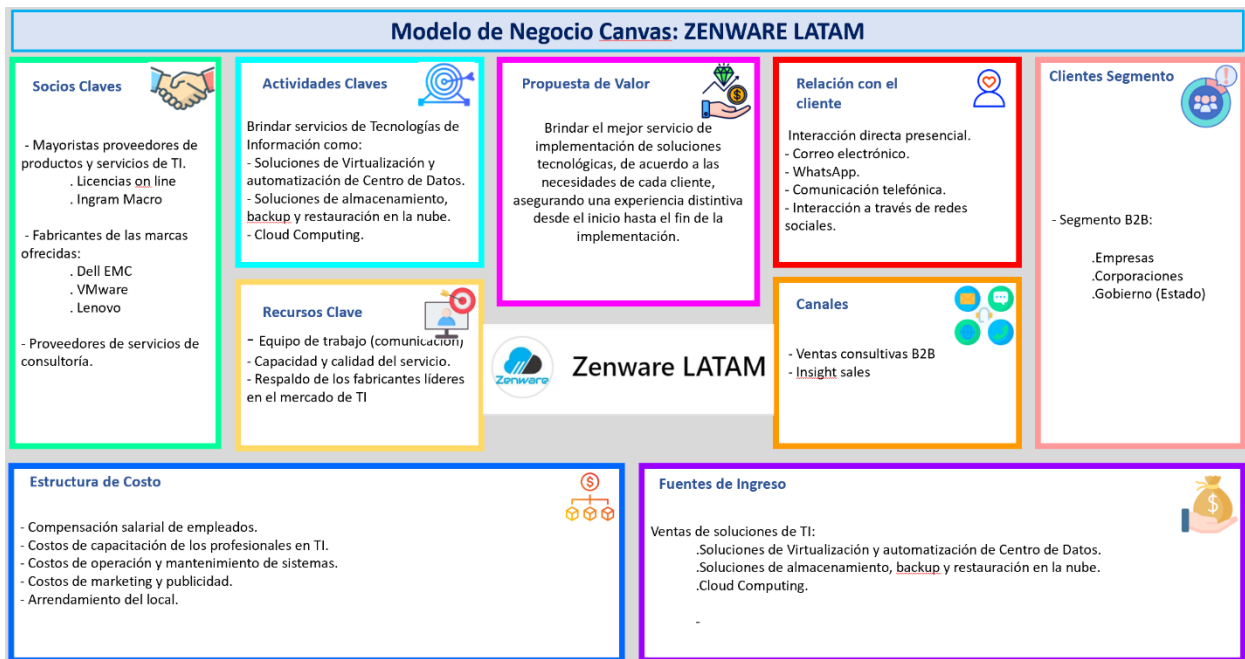 Modelo de Negocio Canvas: ZENWARE LATAM
Socios Claves
- Mayoristas proveedores de
productos y servicios de TI.
. Licencias on line
. Ingram Macro
- Fabricantes de las marcas
ofrecidas:
. Dell EMC
. VMware
. Lenovo
- Proveedores de servicios de
consultoría.
Actividades Claves
Brindar servicios de Tecnologías de
Información como:
- Soluciones de Virtualización y
automatización de Centro de Datos.
- Soluciones de almacenamiento,
backup y restauración en la nube.
- Cloud Computing.
Recursos Clave
- Equipo de trabajo (comunicación)
- Capacidad y calidad del servicio.
- Respaldo de los fabricantes líderes
en el mercado de TI
Propuesta de Valor
Brindar el mejor servicio de
implementación de soluciones
tecnológicas, de acuerdo a las
necesidades de cada cliente,
asegurando una experiencia distintiva
desde el inicio hasta el fin de la
implementación.
Zenware
Zenware LATAM
Relación con el
cliente
Interacción directa presencial.
- Correo electrónico.
- WhatsApp.
- Comunicación telefónica.
- Interacción a través de redes
sociales.
Canales
- Ventas consultivas B2B
- Insight sales
Clientes Segmento
- Segmento B2B:
.Empresas
.Corporaciones
.Gobierno (Estado)
Estructura de Costo
- Compensación salarial de empleados.
- Costos de capacitación de los profesionales en TI.
- Costos de operación y mantenimiento de sistemas.
- Costos de marketing y publicidad.
- Arrendamiento del local.
Fuentes de Ingreso
Ventas de soluciones de TI:
.Soluciones de Virtualización y automatización de Centro de Datos.
.Soluciones de almacenamiento, backup y restauración en la nube.
.Cloud Computing.
-